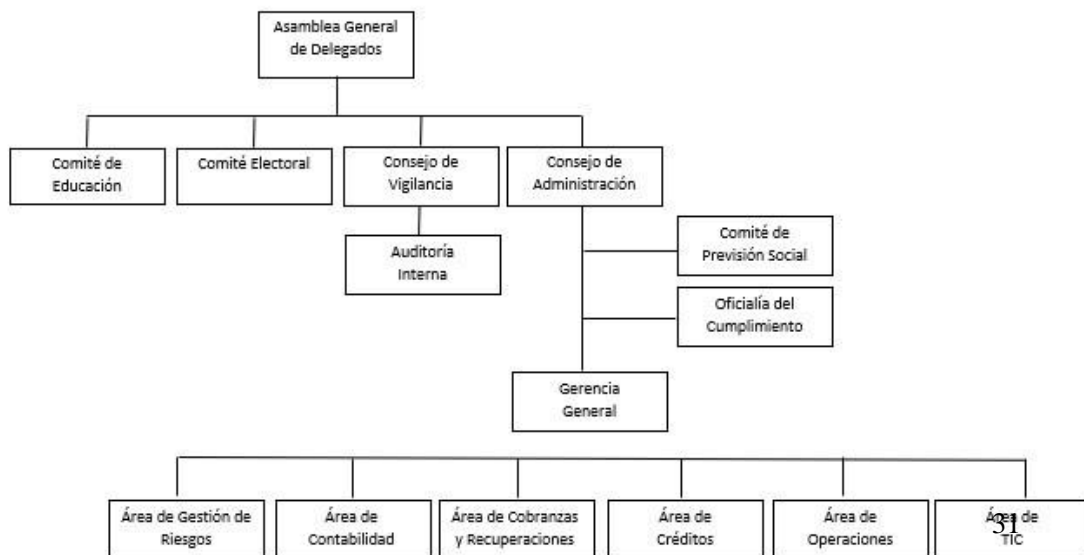 Asamblea General
de Delegados
Comité de
Educación
Comité Electoral
Consejo de
Vigilancia
Consejo de
Administración
Auditoría
Interna
Comité de
Previsión Social
Oficialía del
Cumplimiento
Gerencia
General
Área de Gestión de
Riesgos
Área de
Contabilidad
Área de Cobranzas
y Recuperaciones
Área de
Créditos
Área de
Operaciones
Área de
TIC
31